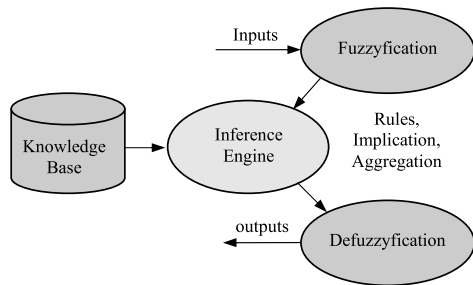 Inputs
Fuzzyfication
Rules,
Implication,
Aggregation
Inference
Engine
Knowledge
Base
outputs
Defuzzyfication